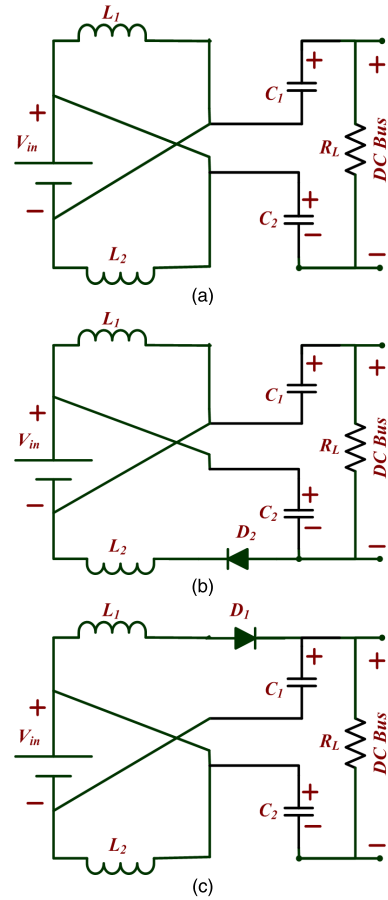 L1
+
C1
+
+
Vin
RL
DC Bus
+
C2
−
−
L2
−
(a)
L1
+
+
+
C1
Vin
RL
DC Bus
−
+
D2
C2
−
L2
−
(b)
L1
D1
+
+
C1
+
Vin
RL
DC Bus
−
+
C2
−
L2
−
(c)